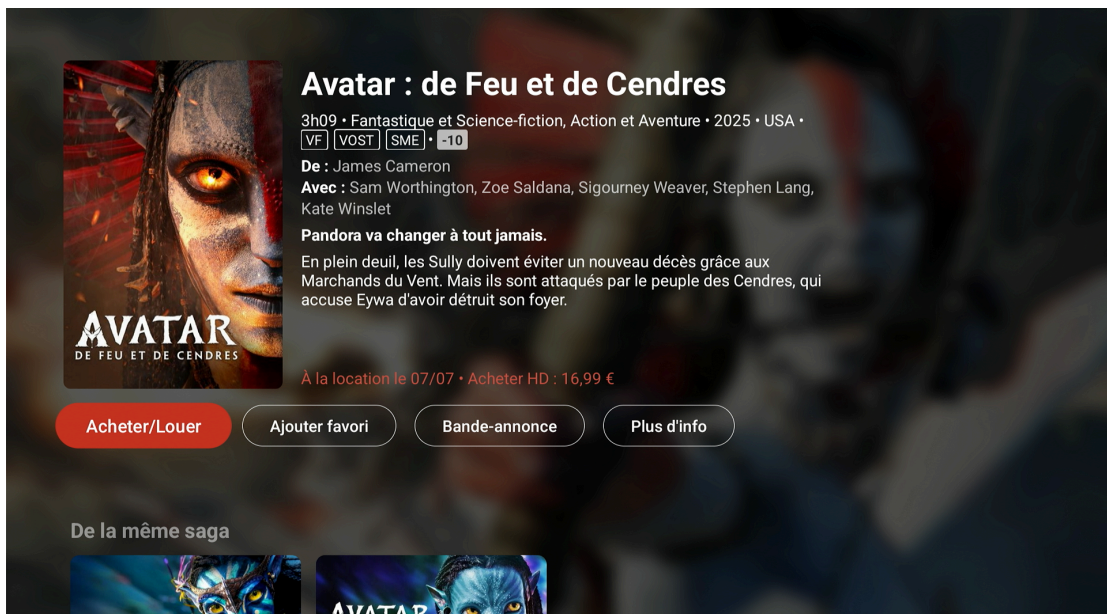 Avatar : de Feu et de Cendres
3h09 • Fantastique et Science-fiction, Action et Aventure • 2025 • USA •
VF VOST SME • -10
De : James Cameron
Avec : Sam Worthington, Zoe Saldana, Sigourney Weaver, Stephen Lang,
Kate Winslet
Pandora va changer à tout jamais.
En plein deuil, les Sully doivent éviter un nouveau décès grâce aux
Marchands du Vent. Mais ils sont attaqués par le peuple des Cendres, qui
accuse Eywa d'avoir détruit son foyer.
AVATAR
DE FEU ET DE CENDRES
À la location le 07/07 • Acheter HD : 16,99 €
Acheter/Louer
Ajouter favori
Bande-annonce
Plus d'info
De la même saga
AVATAR